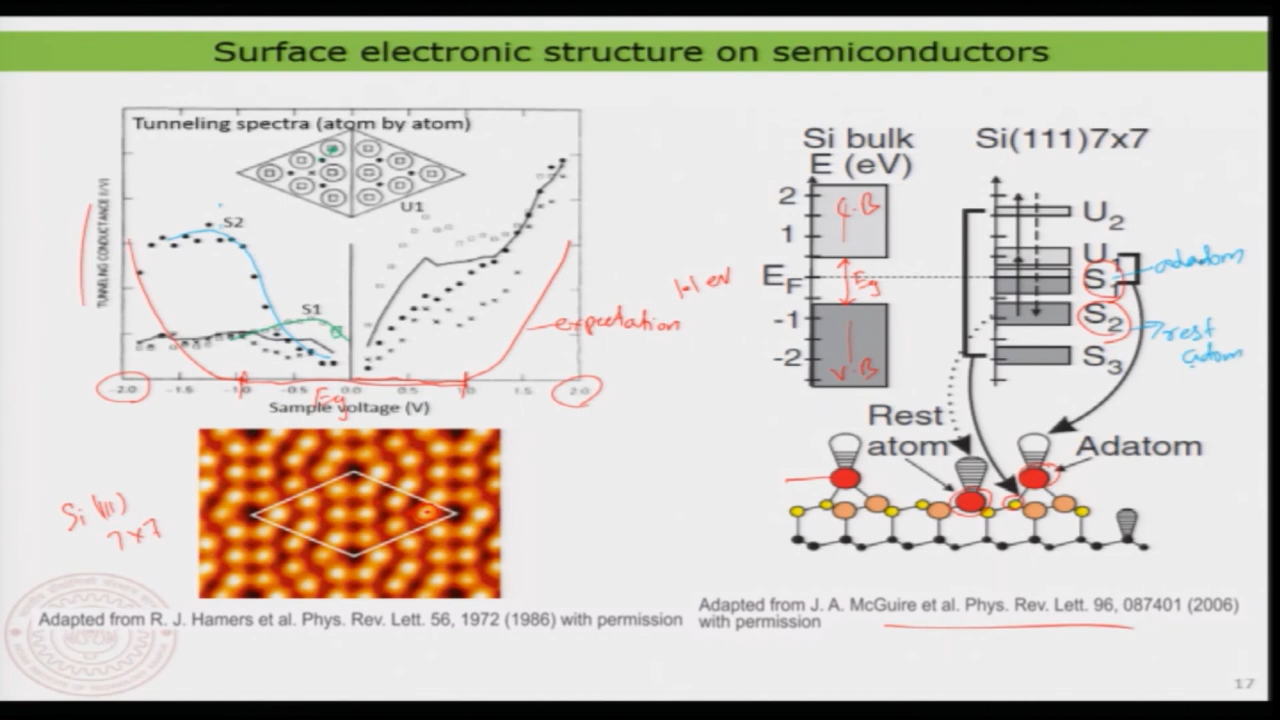 Surface electronic structure on semiconductors
Tunneling spectra (atom by atom)
TUNNELING CONDUCTANCE (I/V)
S2
U1
S1
expectation
-2.0 -1.5 -1.0 -0.5 0.0 0.5 1.0 1.5 2.0
Eg
Sample voltage (V)
Si (111)
7x7
Adapted from R. J. Hamers et al. Phys. Rev. Lett. 56, 1972 (1986) with permission
Si bulk
E (eV)
2
1
EF
-1
-2
C.B
Eg
V.B
1.1 eV
Si(111)7x7
U2
U1
S1
S2
S3
adatom
rest
atom
Rest
atom
Adatom
Adapted from J. A. McGuire et al. Phys. Rev. Lett. 96, 087401 (2006)
with permission
17